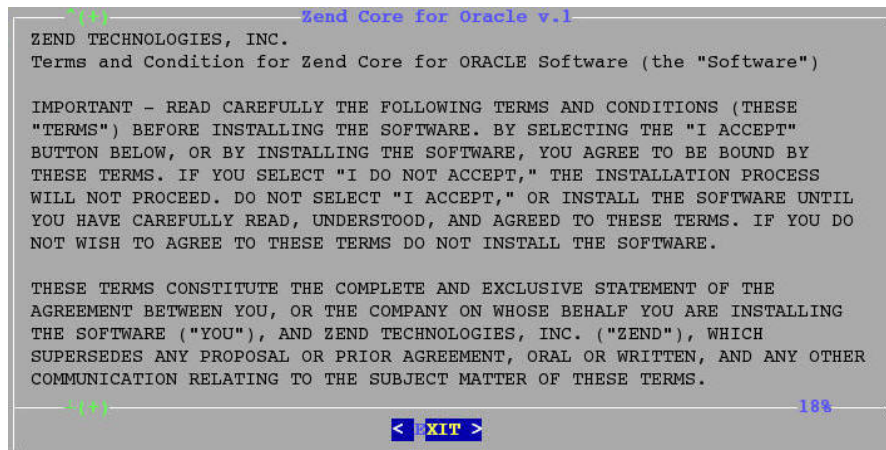 ^(+)
Zend Core for Oracle v.1
ZEND TECHNOLOGIES, INC.
Terms and Condition for Zend Core for ORACLE Software (the "Software")
IMPORTANT - READ CAREFULLY THE FOLLOWING TERMS AND CONDITIONS (THESE
"TERMS") BEFORE INSTALLING THE SOFTWARE. BY SELECTING THE "I ACCEPT"
BUTTON BELOW, OR BY INSTALLING THE SOFTWARE, YOU AGREE TO BE BOUND BY
THESE TERMS. IF YOU SELECT "I DO NOT ACCEPT," THE INSTALLATION PROCESS
WILL NOT PROCEED. DO NOT SELECT "I ACCEPT," OR INSTALL THE SOFTWARE UNTIL
YOU HAVE CAREFULLY READ, UNDERSTOOD, AND AGREED TO THESE TERMS. IF YOU DO
NOT WISH TO AGREE TO THESE TERMS DO NOT INSTALL THE SOFTWARE.
THESE TERMS CONSTITUTE THE COMPLETE AND EXCLUSIVE STATEMENT OF THE
AGREEMENT BETWEEN YOU, OR THE COMPANY ON WHOSE BEHALF YOU ARE INSTALLING
THE SOFTWARE ("YOU"), AND ZEND TECHNOLOGIES, INC. ("ZEND"), WHICH
SUPERSEDES ANY PROPOSAL OR PRIOR AGREEMENT, ORAL OR WRITTEN, AND ANY OTHER
COMMUNICATION RELATING TO THE SUBJECT MATTER OF THESE TERMS.
(+)
18%
< EXIT >